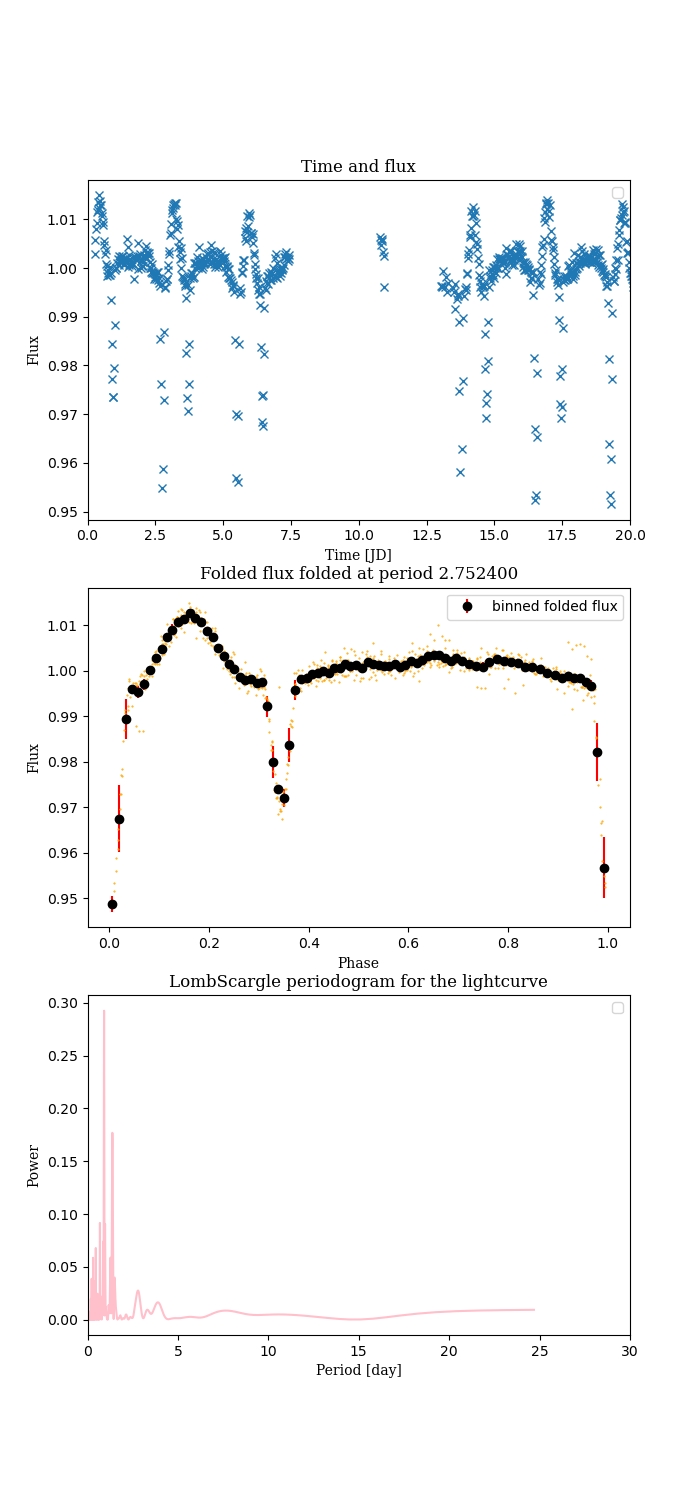 Time and flux
Flux
1.01
1.00
0.99
0.98
0.97
0.96
0.95
0.0 2.5 5.0 7.5 10.0 12.5 15.0 17.5 20.0
Time [JD]
Folded flux folded at period 2.752400
binned folded flux
Flux
1.01
1.00
0.99
0.98
0.97
0.96
0.95
0.0 0.2 0.4 0.6 0.8 1.0
Phase
LombScargle periodogram for the lightcurve
Power
0.30
0.25
0.20
0.15
0.10
0.05
0.00
0 5 10 15 20 25 30
Period [day]